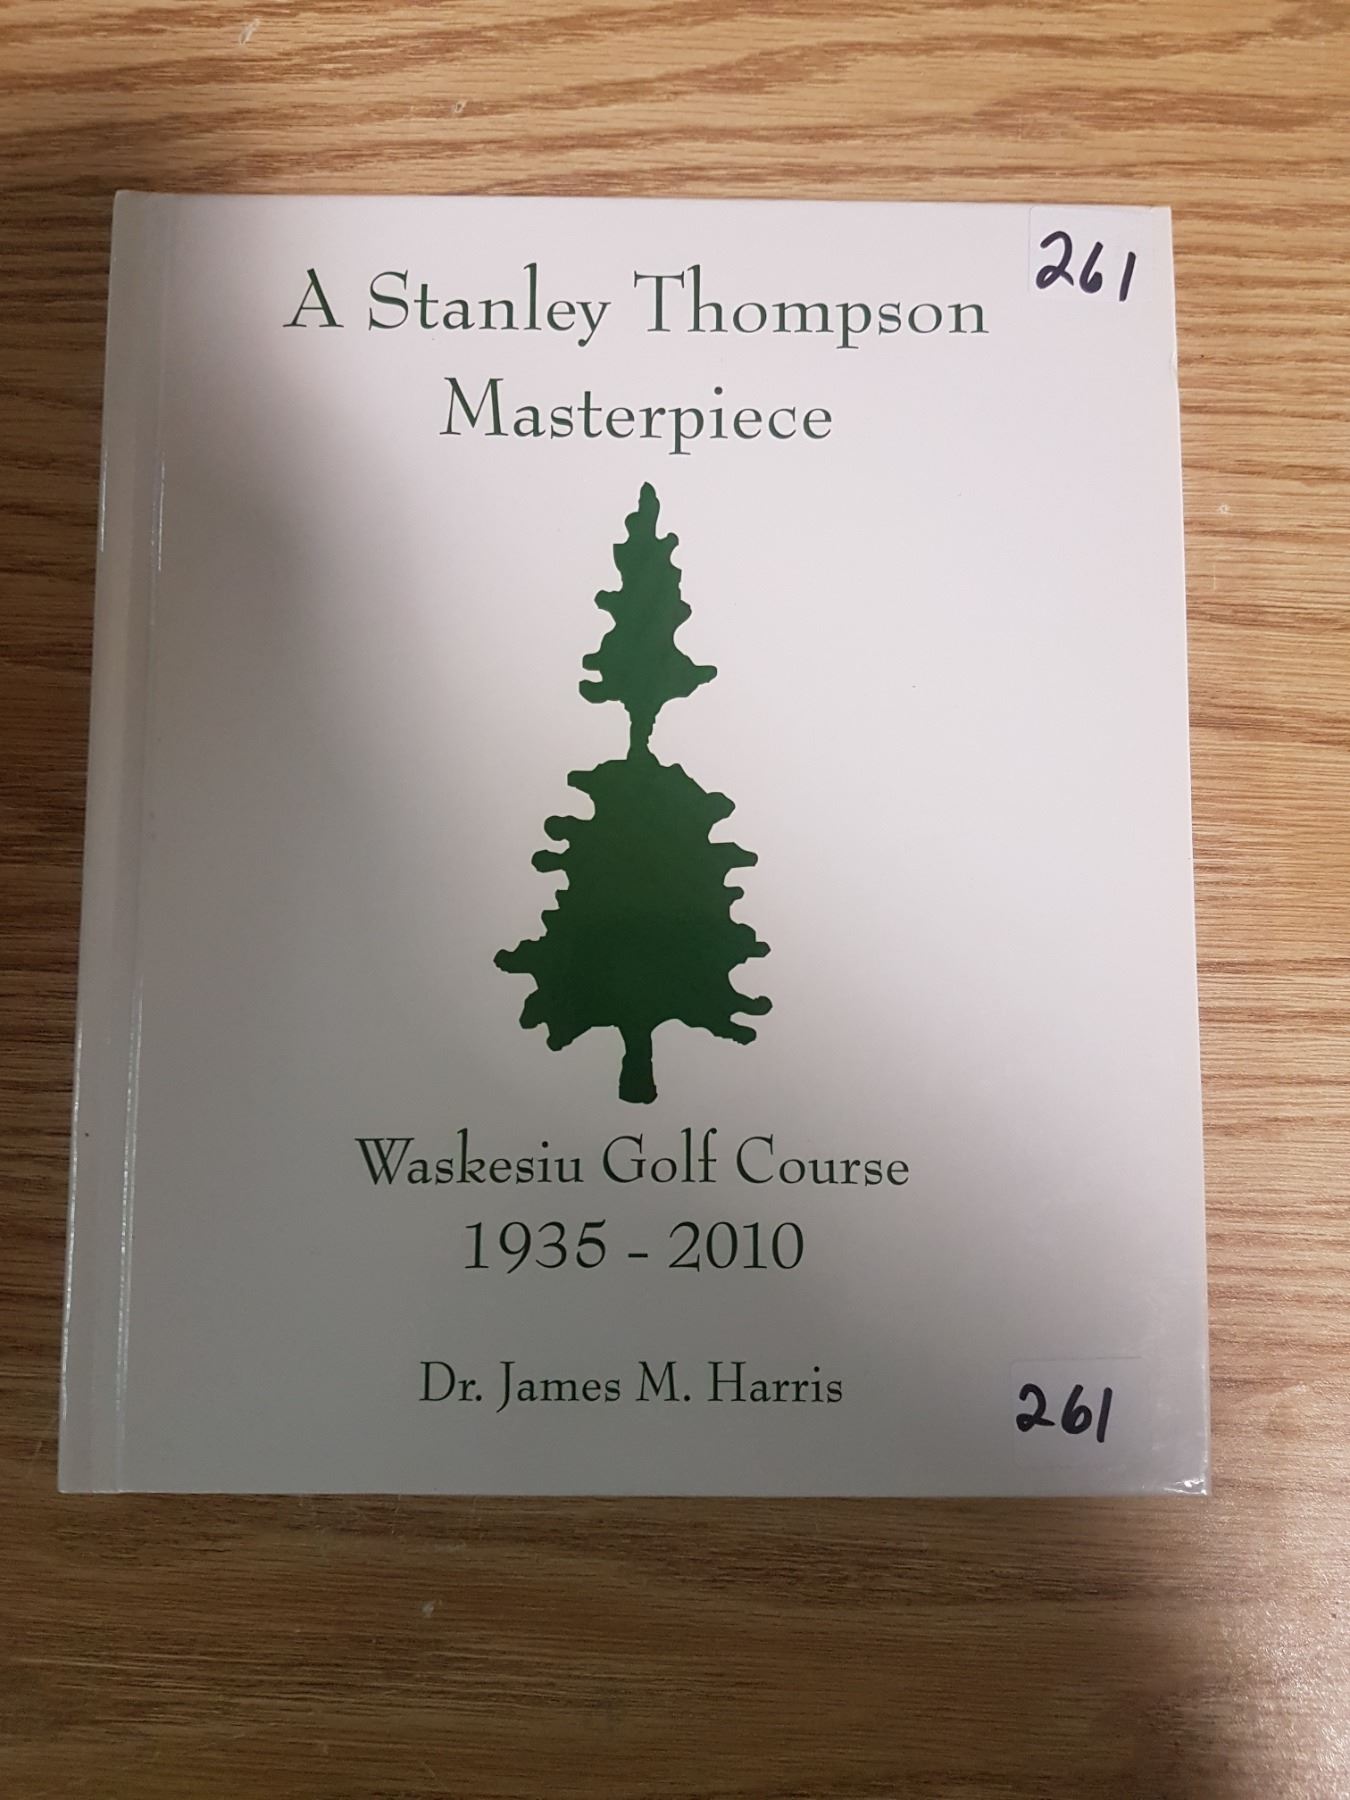 261
A Stanley Thompson
Masterpiece
Waskesiu Golf Course
1935 - 2010
Dr. James M. Harris
261